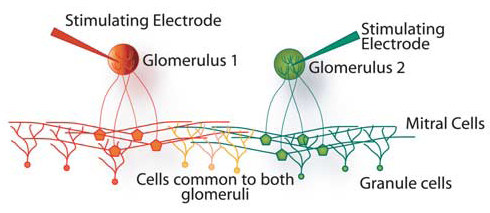 Stimulating Electrode
Glomerulus 1
Stimulating
Electrode
Glomerulus 2
Mitral Cells
Cells common to both
glomeruli
Granule cells